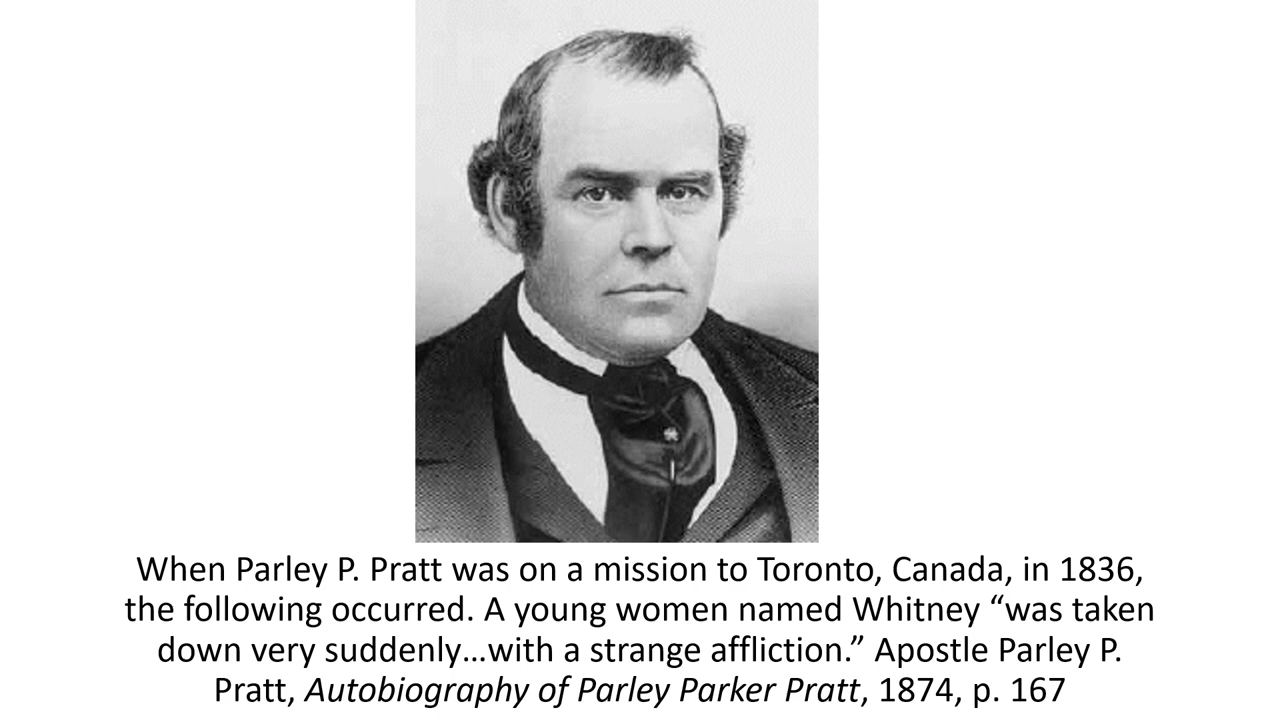 When Parley P. Pratt was on a mission to Toronto, Canada, in 1836,
the following occurred. A young women named Whitney “was taken
down very suddenly…with a strange affliction.” Apostle Parley P.
Pratt, Autobiography of Parley Parker Pratt, 1874, p. 167